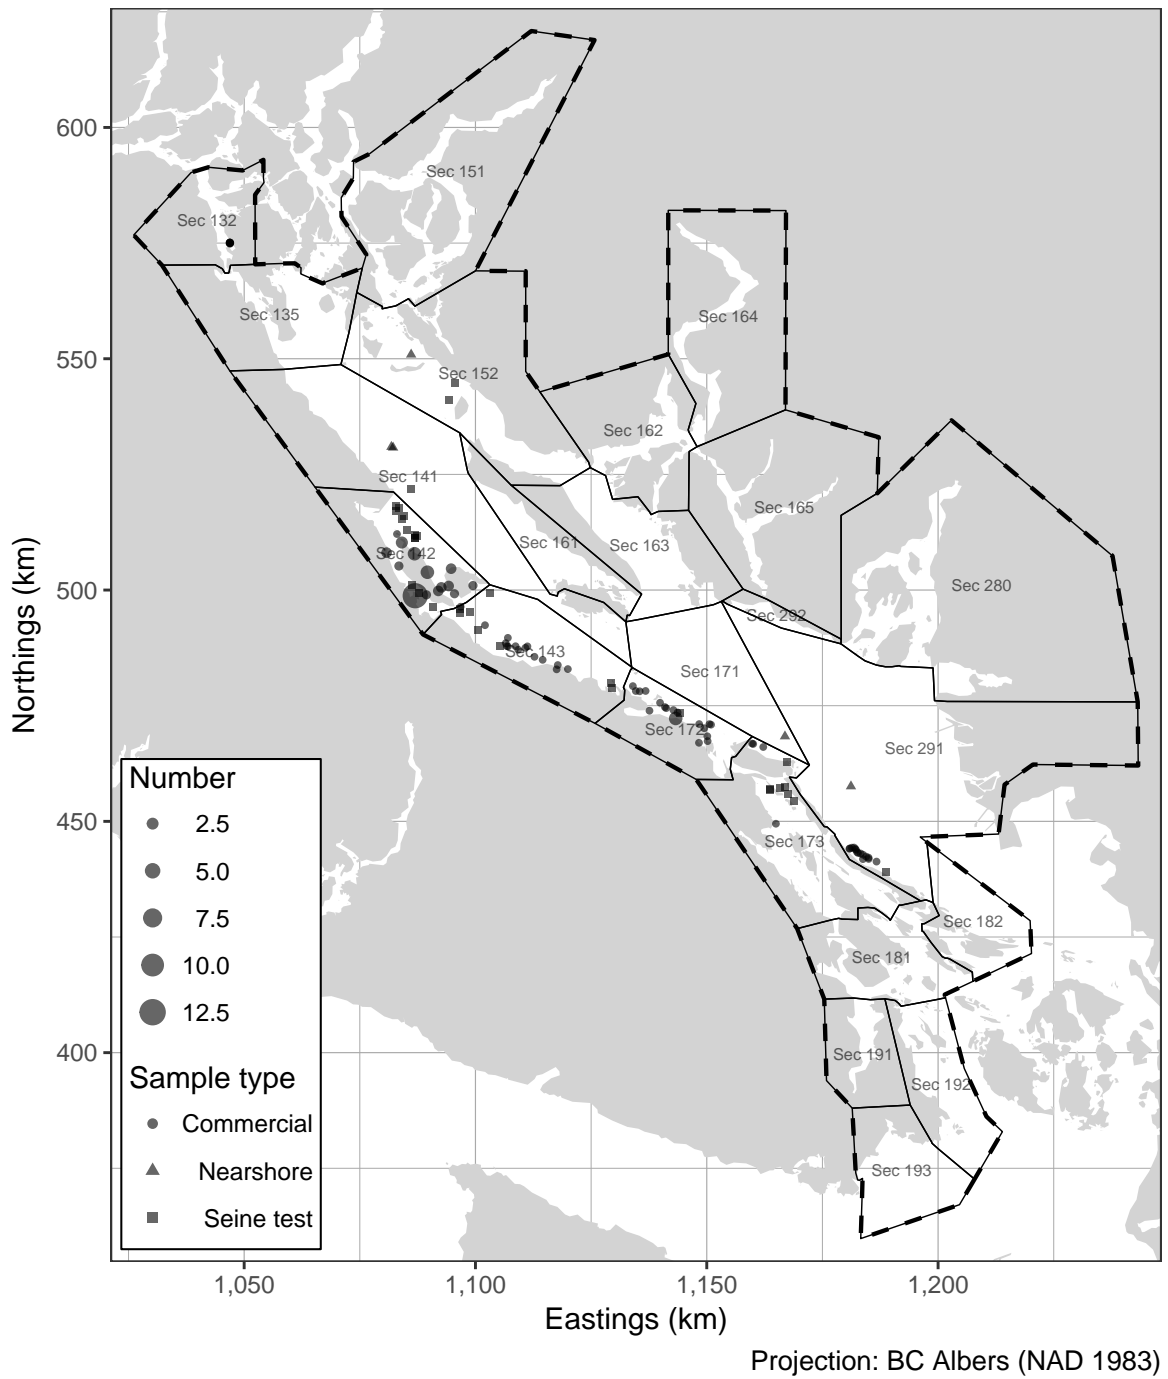 600
550
500
450
400
Northings (km)
Sec 151
Sec 132
Sec 135
Sec 164
Sec 152
Sec 162
Sec 141
Sec 165
Sec 161
Sec 163
Sec 142
Sec 280
Sec 292
Sec 143
Sec 171
Sec 172
Sec 291
Sec 173
Sec 182
Sec 181
Sec 191
Sec 192
Sec 193
Number
2.5
5.0
7.5
10.0
12.5
Sample type
Commercial
Nearshore
Seine test
1,050
1,100
1,150
1,200
Eastings (km)
Projection: BC Albers (NAD 1983)